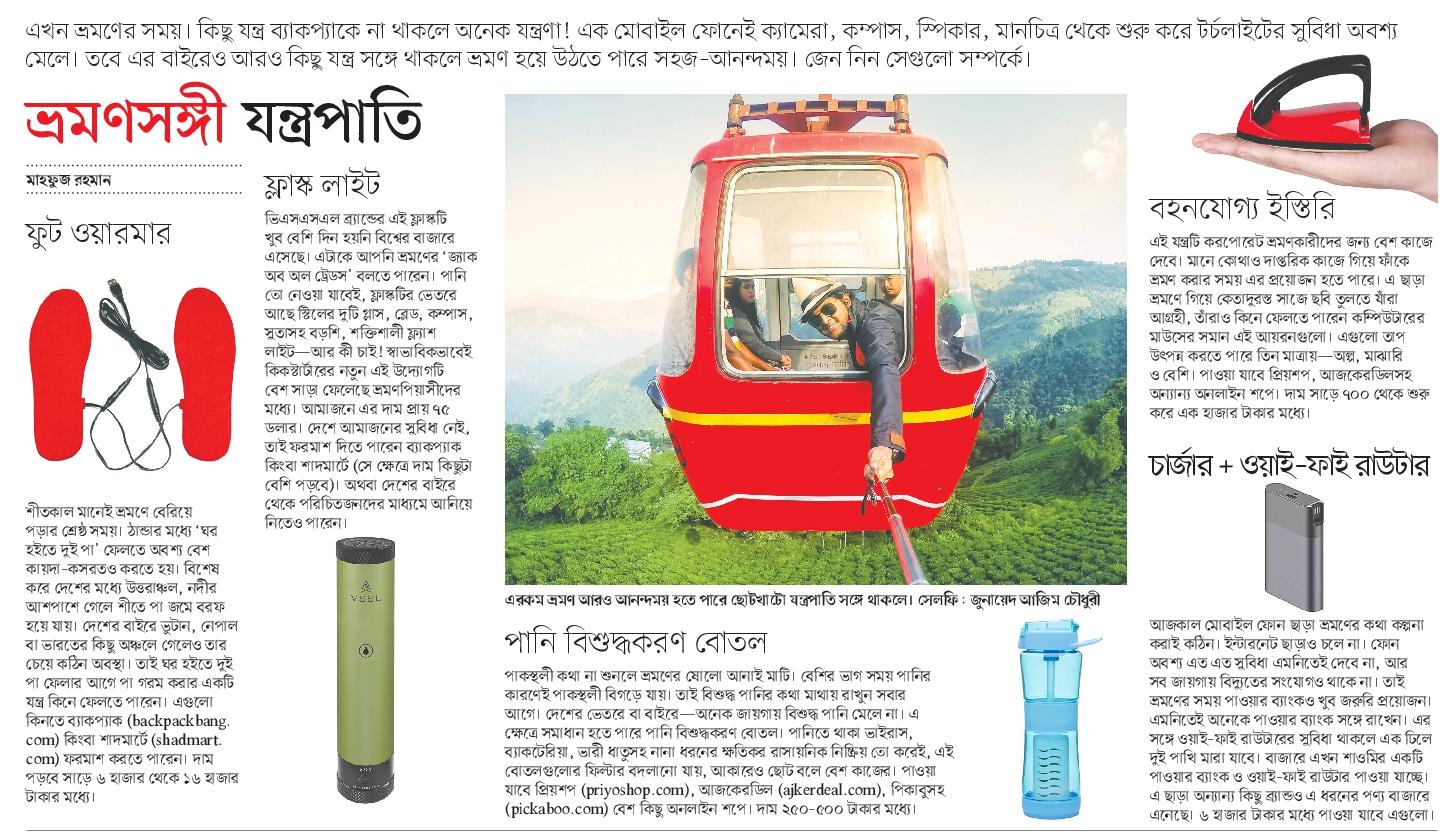 এখন ভ্রমণের সময়। কিছু যন্ত্র ব্যাকপ্যাকে না থাকলে অনেক যন্ত্রণা! এক মোবাইল ফোনেই ক্যামেরা, কম্পাস, স্পিকার, মানচিত্র থেকে শুরু করে টর্চলাইটের সুবিধা অবশ্য
মেলে। তবে এর বাইরেও আরও কিছু যন্ত্র সঙ্গে থাকলে ভ্রমণ হয়ে উঠতে পারে সহজ-আনন্দময়। জেন নিন সেগুলো সম্পর্কে।
ভ্রমণসঙ্গী যন্ত্রপাতি
মাহফুজ রহমান
ফুট ওয়ারমার
শীতকাল মানেই ভ্রমণে বেরিয়ে
পড়ার শ্রেষ্ঠ সময়। ঠান্ডার মধ্যে ‘ঘর
হইতে দুই পা’ ফেলতে অবশ্য বেশ
কায়দা-কসরতও করতে হয়। বিশেষ
করে দেশের মধ্যে উত্তরাঞ্চল, নদীর
আশপাশে গেলে শীতে পা জমে বরফ
হয়ে যায়। দেশের বাইরে ভুটান, নেপাল
বা ভারতের কিছু অঞ্চলে গেলেও তার
চেয়ে কঠিন অবস্থা। তাই ঘর হইতে দুই
পা ফেলার আগে পা গরম করার একটি
যন্ত্র কিনে ফেলতে পারেন। এগুলো
কিনতে ব্যাকপ্যাক (backpackbang.
com) কিংবা শাদমার্টে (shadmart.
com) ফরমাশ করতে পারেন। দাম
পড়বে সাড়ে ৬ হাজার থেকে ১৬ হাজার
টাকার মধ্যে।
ফ্লাস্ক লাইট
ভিএসএসএল ব্র্যান্ডের এই ফ্লাস্কটি
খুব বেশি দিন হয়নি বিশ্বের বাজারে
এসেছে। এটাকে আপনি ভ্রমণের ‘জ্যাক
অব অল ট্রেডস’ বলতে পারেন। পানি
তো নেওয়া যাবেই, ফ্লাস্কটির ভেতরে
আছে স্টিলের দুটি গ্লাস, ব্লেড, কম্পাস,
সুতাসহ বড়শি, শক্তিশালী ফ্ল্যাশ
লাইট—আর কী চাই! স্বাভাবিকভাবেই
কিকস্টার্টারের নতুন এই উদ্যোগটি
বেশ সাড়া ফেলেছে ভ্রমণপিয়াসীদের
মধ্যে। আমাজনে এর দাম প্রায় ৭৫
ডলার। দেশে আমাজনের সুবিধা নেই,
তাই ফরমাশ দিতে পারেন ব্যাকপ্যাক
কিংবা শাদমার্টে (সে ক্ষেত্রে দাম কিছুটা
বেশি পড়বে)। অথবা দেশের বাইরে
থেকে পরিচিতজনদের মাধ্যমে আনিয়ে
নিতেও পারেন।
VSSL
এরকম ভ্রমণ আরও আনন্দময় হতে পারে ছোটখাটো যন্ত্রপাতি সঙ্গে থাকলে। সেলফি : জুনায়েদ আজিম চৌধুরী
পানি বিশুদ্ধকরণ বোতল
পাকস্থলী কথা না শুনলে ভ্রমণের ষোলো আনাই মাটি। বেশির ভাগ সময় পানির
কারণেই পাকস্থলী বিগড়ে যায়। তাই বিশুদ্ধ পানির কথা মাথায় রাখুন সবার
আগে। দেশের ভেতরে বা বাইরে—অনেক জায়গায় বিশুদ্ধ পানি মেলে না। এ
ক্ষেত্রে সমাধান হতে পারে পানি বিশুদ্ধকরণ বোতল। পানিতে থাকা ভাইরাস,
ব্যাকটেরিয়া, ভারী ধাতুসহ নানা ধরনের ক্ষতিকর রাসায়নিক নিষ্ক্রিয় তো করেই, এই
বোতলগুলোর ফিল্টার বদলানো যায়, আকারেও ছোট বলে বেশ কাজের। পাওয়া
যাবে প্রিয়শপ (priyoshop.com), আজকেরডিল (ajkerdeal.com), পিকাবুসহ
(pickaboo.com) বেশ কিছু অনলাইন শপে। দাম ২৫০-৫০০ টাকার মধ্যে।
বহনযোগ্য ইস্তিরি
এই যন্ত্রটি করপোরেট ভ্রমণকারীদের জন্য বেশ কাজে
দেবে। মানে কোথাও দাপ্তরিক কাজে গিয়ে ফাঁকে
ভ্রমণ করার সময় এর প্রয়োজন হতে পারে। এ ছাড়া
ভ্রমণে গিয়ে কেতাদুরস্ত সাজে ছবি তুলতে যাঁরা
আগ্রহী, তাঁরাও কিনে ফেলতে পারেন কম্পিউটারের
মাউসের সমান এই আয়রনগুলো। এগুলো তাপ
উৎপন্ন করতে পারে তিন মাত্রায়—অল্প, মাঝারি
ও বেশি। পাওয়া যাবে প্রিয়শপ, আজকেরডিলসহ
অন্যান্য অনলাইন শপে। দাম সাড়ে ৭০০ থেকে শুরু
করে এক হাজার টাকার মধ্যে।
চার্জার + ওয়াই-ফাই রাউটার
আজকাল মোবাইল ফোন ছাড়া ভ্রমণের কথা কল্পনা
করাই কঠিন। ইন্টারনেট ছাড়াও চলে না। ফোন
অবশ্য এত এত সুবিধা এমনিতেই দেবে না, আর
সব জায়গায় বিদ্যুতের সংযোগও থাকে না। তাই
ভ্রমণের সময় পাওয়ার ব্যাংকও খুব জরুরি প্রয়োজন।
এমনিতেই অনেকে পাওয়ার ব্যাংক সঙ্গে রাখেন। এর
সঙ্গে ওয়াই-ফাই রাউটারের সুবিধা থাকলে এক ঢিলে
দুই পাখি মারা যাবে। বাজারে এখন শাওমির একটি
পাওয়ার ব্যাংক ও ওয়াই-ফাই রাউটার পাওয়া যাচ্ছে।
এ ছাড়া অন্যান্য কিছু ব্র্যান্ডও এ ধরনের পণ্য বাজারে
এনেছে। ৬ হাজার টাকার মধ্যে পাওয়া যাবে এগুলো।